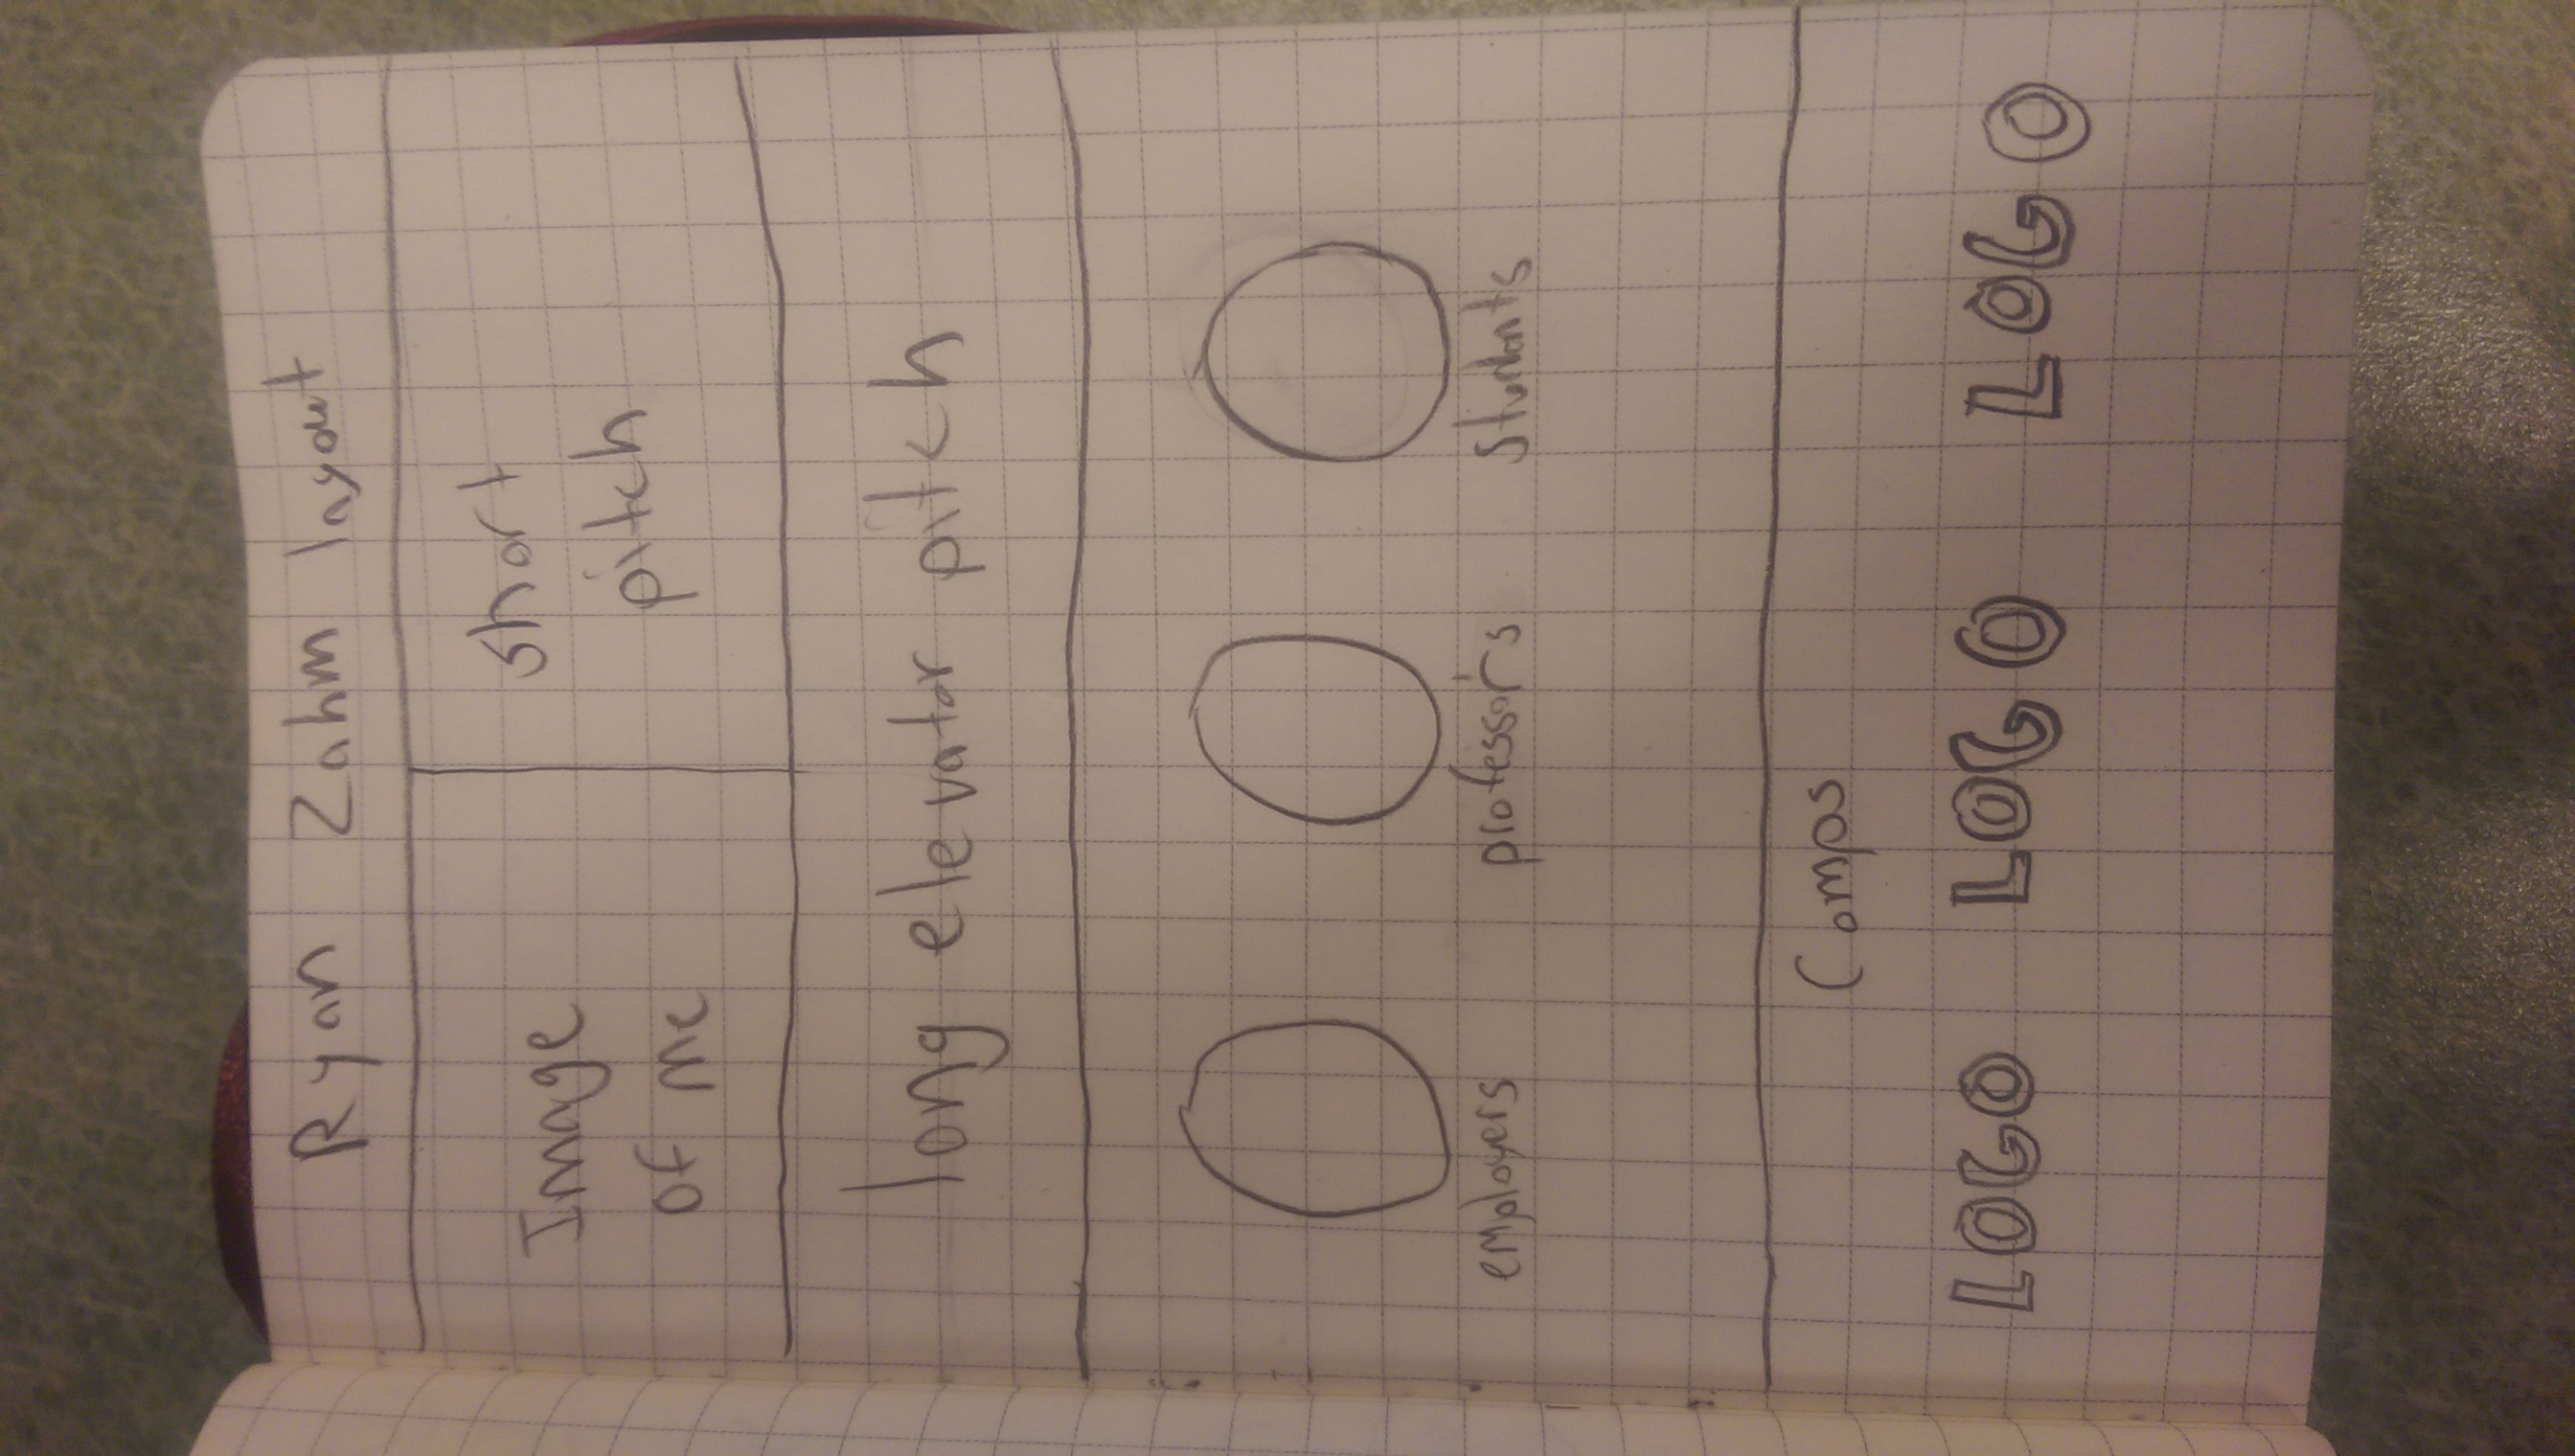 Ryan Zahm layout
Image of me
short pitch
long elevator pitch
employers professors students
Comps
LOGO LOGO LOGO